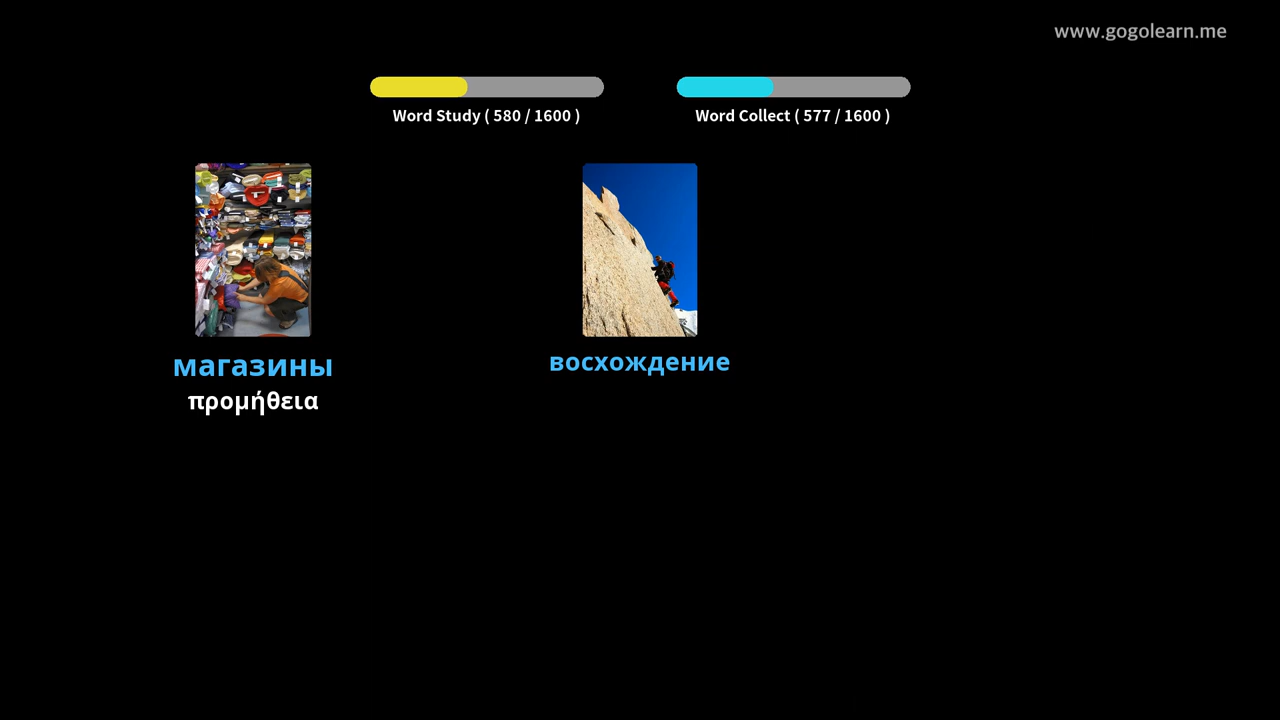 www.gogolearn.me
Word Study ( 580 / 1600 )
Word Collect ( 577 / 1600 )
магазины
προμήθεια
восхождение